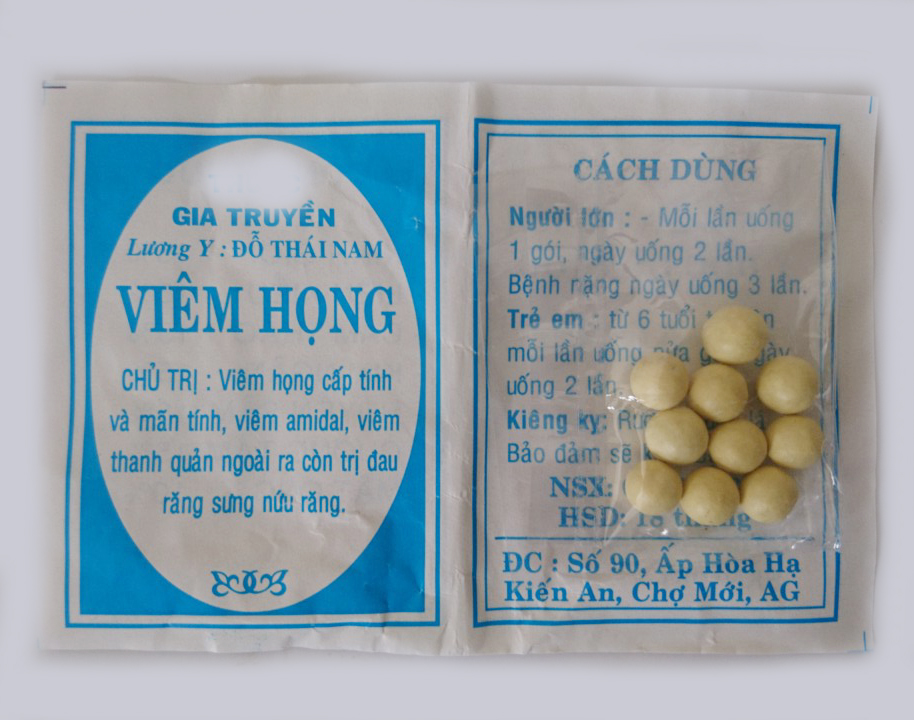 GIA TRUYỀN
Lương Y : ĐỖ THÁI NAM
VIÊM HỌNG
CHỦ TRỊ : Viêm họng cấp tính
và mãn tính, viêm amidal, viêm
thanh quản ngoài ra còn trị đau
răng sưng nứu răng.
CÁCH DÙNG
Người lớn : - Mỗi lần uống
1 gói, ngày uống 2 lần.
Bệnh nặng ngày uống 3 lần.
Trẻ em : từ 6 tuổi
mỗi lần uống nửa
uống 2 lần.
Kiêng kỵ:
Bảo đảm sẽ
NSX:
HSD: 18 tháng
ĐC : Số 90, Ấp Hòa Hạ
Kiến An, Chợ Mới, AG